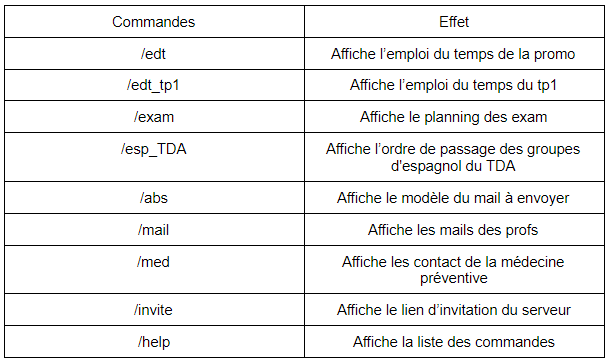 Commandes Effet
/edt Affiche l’emploi du temps de la promo
/edt_tp1 Affiche l’emploi du temps du tp1
/exam Affiche le planning des exam
/esp_TDA Affiche l’ordre de passage des groupes
d'espagnol du TDA
/abs Affiche le modèle du mail à envoyer
/mail Affiche les mails des profs
/med Affiche les contact de la médecine
préventive
/invite Affiche le lien d’invitation du serveur
/help Affiche la liste des commandes